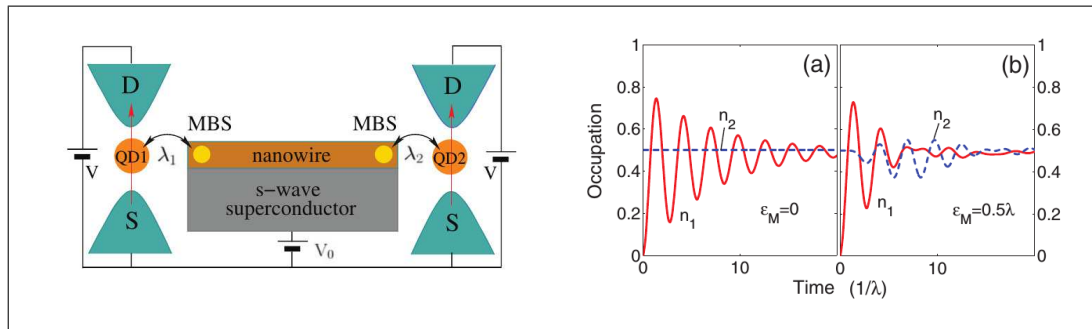 D
D
MBS
MBS
QD1
λ1
nanowire
λ2
QD2
V
V
s-wave
superconductor
S
S
V0
Occupation
1
0.8
0.6
0.4
0.2
0
(a)
n2
n1
εM=0
0
10
(b)
n2
n1
εM=0.5λ
0
10
1
0.8
0.6
0.4
0.2
0
Time (1/λ)